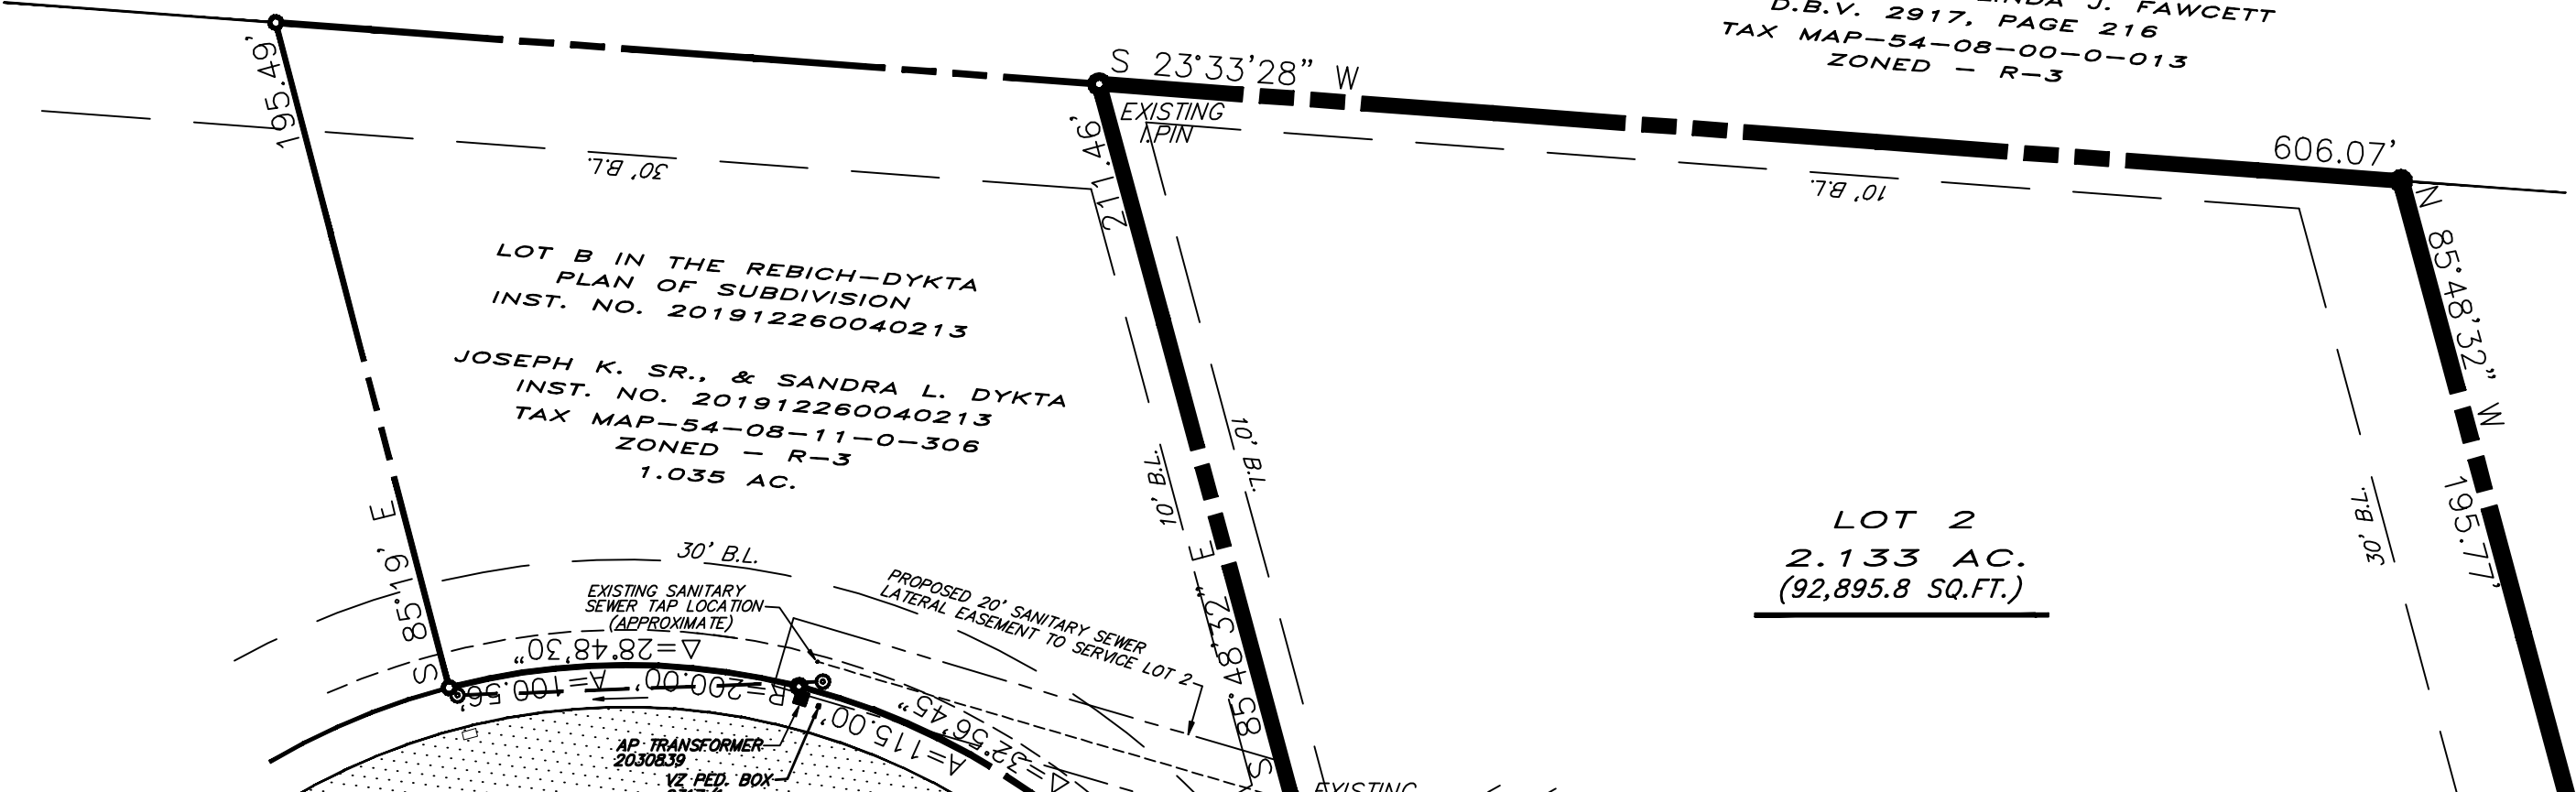 LINDA J. FAWCETT
D.B.V. 2917, PAGE 216
TAX MAP-54-08-00-0-013
ZONED - R-3
S 23°33'28" W
606.07'
EXISTING
I.PIN
195.49'
S 85°19' E
30' B.L.
211.46'
S 85°48'32" E
10' B.L.
N 85°48'32" W
195.77'
LOT B IN THE REBICH-DYKTA
PLAN OF SUBDIVISION
INST. NO. 201912260040213
JOSEPH K. SR., & SANDRA L. DYKTA
INST. NO. 201912260040213
TAX MAP-54-08-11-0-306
ZONED - R-3
1.035 AC.
10' B.L.
10' B.L.
30' B.L.
LOT 2
2.133 AC.
(92,895.8 SQ.FT.)
30' B.L.
EXISTING SANITARY
SEWER TAP LOCATION
(APPROXIMATE)
PROPOSED 20' SANITARY SEWER
LATERAL EASEMENT TO SERVICE LOT 2
Δ=28°48'30"
R=200.00' A=100.56'
A=115.00'
Δ=32°56'45"
AP TRANSFORMER
2030839
VZ PED. BOX
EXISTING